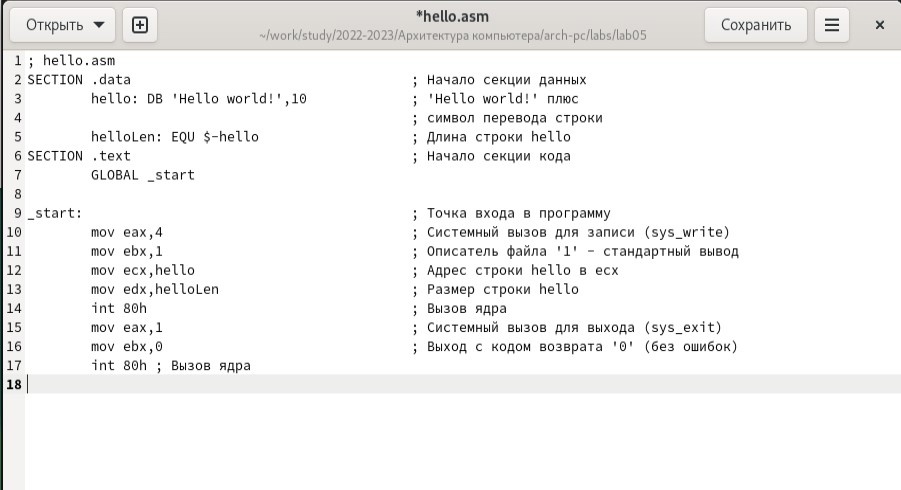 Открыть
*hello.asm
~/work/study/2022-2023/Архитектура компьютера/arch-pc/labs/lab05
Сохранить
1 ; hello.asm
2 SECTION .data ; Начало секции данных
3 hello: DB 'Hello world!',10 ; 'Hello world!' плюс
4 ; символ перевода строки
5 helloLen: EQU $-hello ; Длина строки hello
6 SECTION .text ; Начало секции кода
7 GLOBAL _start
8
9 _start: ; Точка входа в программу
10 mov eax,4 ; Системный вызов для записи (sys_write)
11 mov ebx,1 ; Описатель файла '1' - стандартный вывод
12 mov ecx,hello ; Адрес строки hello в ecx
13 mov edx,helloLen ; Размер строки hello
14 int 80h ; Вызов ядра
15 mov eax,1 ; Системный вызов для выхода (sys_exit)
16 mov ebx,0 ; Выход с кодом возврата '0' (без ошибок)
17 int 80h ; Вызов ядра
18